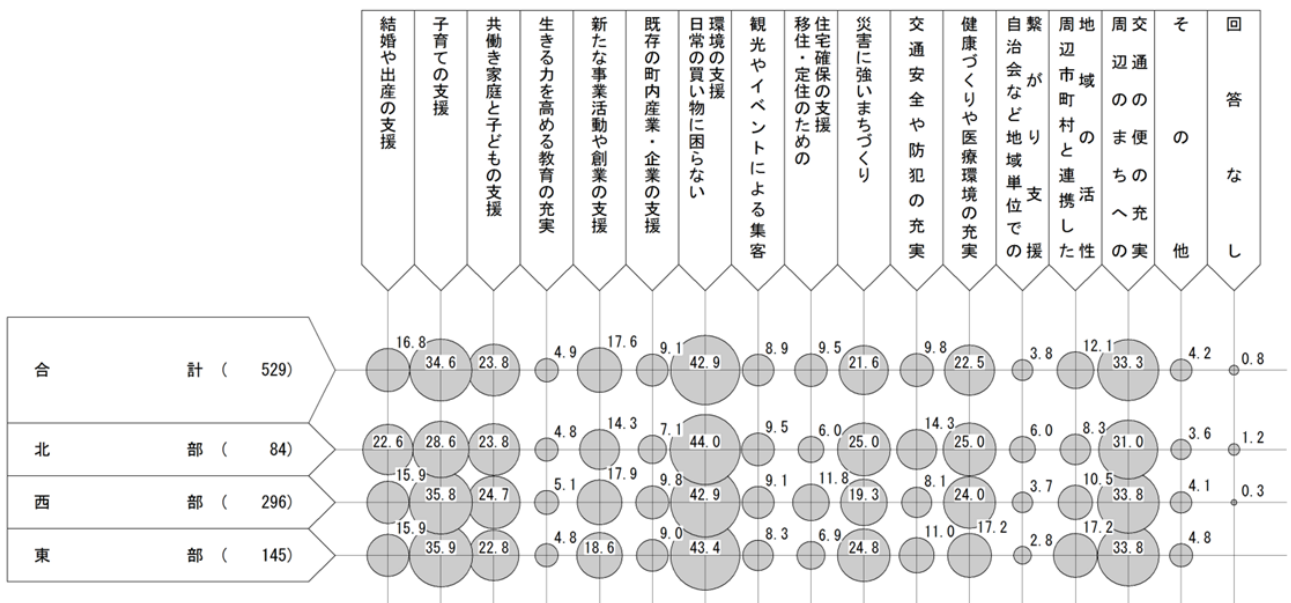 結婚や出産の支援
子育ての支援
共働き家庭と子どもの支援
生きる力を高める教育の充実
新たな事業活動や創業の支援
既存の町内産業・企業の支援
日常の買い物に困らない
環境の支援
観光やイベントによる集客
移住・定住のための
住宅確保の支援
災害に強いまちづくり
交通安全や防犯の充実
健康づくりや医療環境の充実
自治会など地域単位での
繋がり支援
周辺市町村と連携した
地域の活性
周辺のまちへの
交通の便の充実
その他
回答なし
合計( 529) 16.8 34.6 23.8 4.9 17.6 9.1 42.9 8.9 9.5 21.6 9.8 22.5 3.8 12.1 33.3 4.2 0.8
北部( 84) 22.6 28.6 23.8 4.8 14.3 7.1 44.0 9.5 6.0 25.0 14.3 25.0 6.0 8.3 31.0 3.6 1.2
西部( 296) 15.9 35.8 24.7 5.1 17.9 9.8 42.9 9.1 11.8 19.3 8.1 24.0 3.7 10.5 33.8 4.1 0.3
東部( 145) 15.9 35.9 22.8 4.8 18.6 9.0 43.4 8.3 6.9 24.8 11.0 17.2 2.8 17.2 33.8 4.8